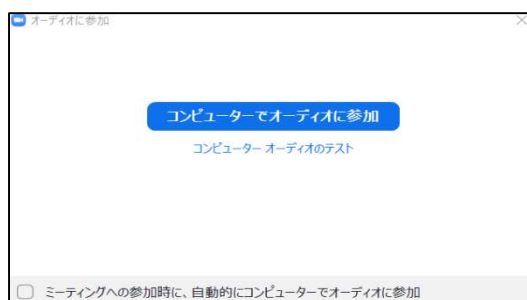 オーディオに参加
コンピューターでオーディオに参加
コンピューター オーディオのテスト
ミーティングへの参加時に、自動的にコンピューターでオーディオに参加